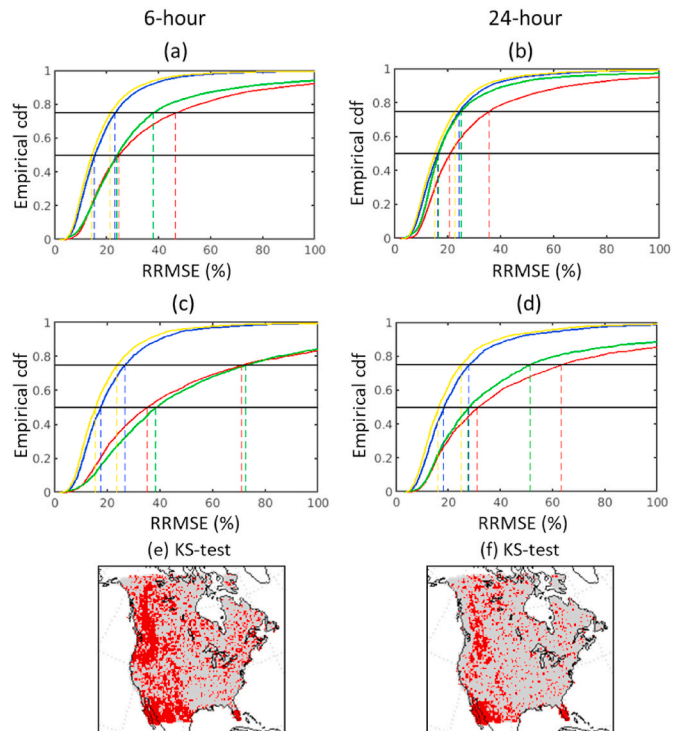 6-hour
24-hour
(a)
(b)
Empirical cdf
1
0.8
0.6
0.4
0.2
0
0 20 40 60 80 100
RRMSE (%)
Empirical cdf
1
0.8
0.6
0.4
0.2
0
0 20 40 60 80 100
RRMSE (%)
(c)
(d)
Empirical cdf
1
0.8
0.6
0.4
0.2
0
0 20 40 60 80 100
RRMSE (%)
Empirical cdf
1
0.8
0.6
0.4
0.2
0
0 20 40 60 80 100
RRMSE (%)
(e) KS-test
(f) KS-test